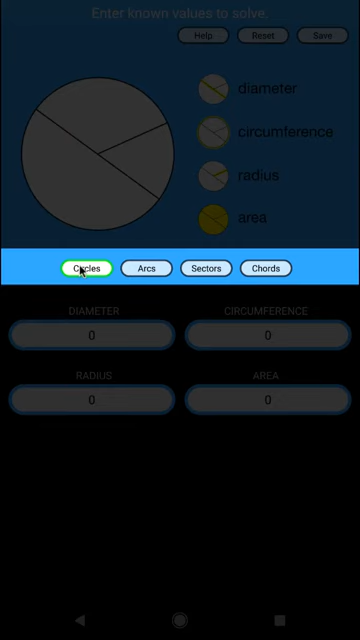 Enter known values to solve.
Help Reset Save
diameter
circumference
radius
area
Circles Arcs Sectors Chords
DIAMETER CIRCUMFERENCE
0 0
RADIUS AREA
0 0